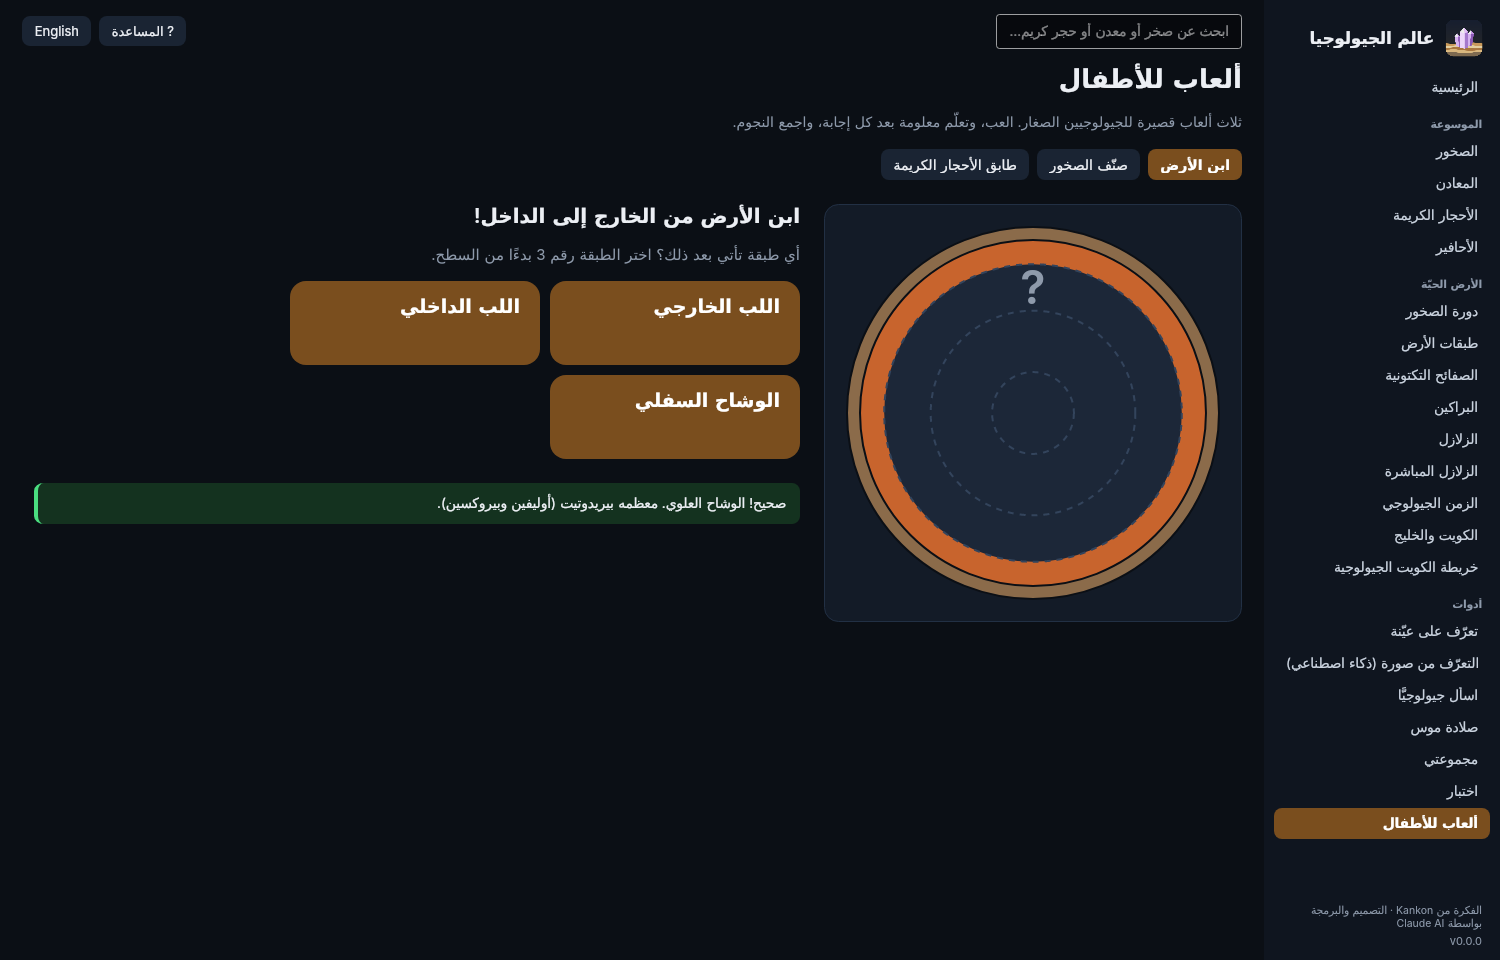 عالم الجيولوجيا
الرئيسية
الموسوعة
الصخور
المعادن
الأحجار الكريمة
الأحافير
الأرض الحيّة
دورة الصخور
طبقات الأرض
الصفائح التكتونية
البراكين
الزلازل
الزلازل المباشرة
الزمن الجيولوجي
الكويت والخليج
خريطة الكويت الجيولوجية
أدوات
تعرّف على عيّنة
التعرّف من صورة (ذكاء اصطناعي)
اسأل جيولوجيًّا
صلادة موس
مجموعتي
اختبار
ألعاب للأطفال
الفكرة من Kankon · التصميم والبرمجة
بواسطة Claude AI
v0.0.0
ابحث عن صخر أو معدن أو حجر كريم...
? المساعدة
English
ألعاب للأطفال
ثلاث ألعاب قصيرة للجيولوجيين الصغار. العب، وتعلّم معلومة بعد كل إجابة، واجمع النجوم.
ابن الأرض
صنّف الصخور
طابق الأحجار الكريمة
?
ابن الأرض من الخارج إلى الداخل!
أي طبقة تأتي بعد ذلك؟ اختر الطبقة رقم 3 بدءًا من السطح.
اللب الخارجي
اللب الداخلي
الوشاح السفلي
صحيح! الوشاح العلوي. معظمه بيريدوتيت (أوليفين وبيروكسين).